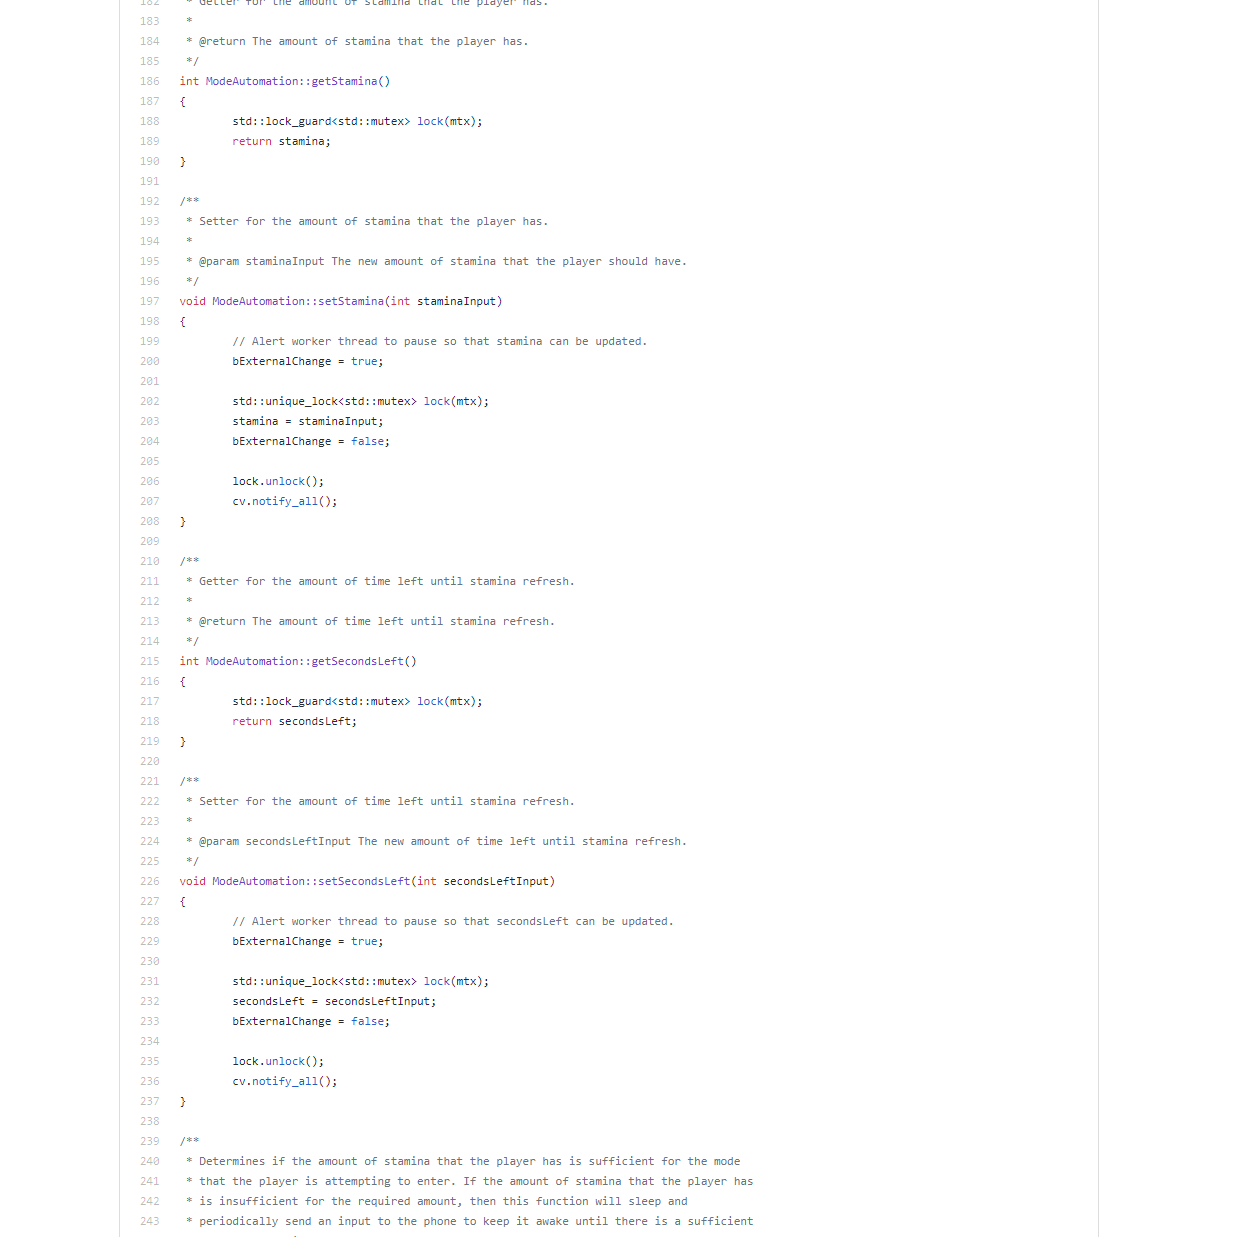 182 * Getter for the amount of stamina that the player has.
183 *
184 * @return The amount of stamina that the player has.
185 */
186 int ModeAutomation::getStamina()
187 {
188 std::lock_guard<std::mutex> lock(mtx);
189 return stamina;
190 }
191
192 /**
193 * Setter for the amount of stamina that the player has.
194 *
195 * @param staminaInput The new amount of stamina that the player should have.
196 */
197 void ModeAutomation::setStamina(int staminaInput)
198 {
199 // Alert worker thread to pause so that stamina can be updated.
200 bExternalChange = true;
201
202 std::unique_lock<std::mutex> lock(mtx);
203 stamina = staminaInput;
204 bExternalChange = false;
205
206 lock.unlock();
207 cv.notify_all();
208 }
209
210 /**
211 * Getter for the amount of time left until stamina refresh.
212 *
213 * @return The amount of time left until stamina refresh.
214 */
215 int ModeAutomation::getSecondsLeft()
216 {
217 std::lock_guard<std::mutex> lock(mtx);
218 return secondsLeft;
219 }
220
221 /**
222 * Setter for the amount of time left until stamina refresh.
223 *
224 * @param secondsLeftInput The new amount of time left until stamina refresh.
225 */
226 void ModeAutomation::setSecondsLeft(int secondsLeftInput)
227 {
228 // Alert worker thread to pause so that secondsLeft can be updated.
229 bExternalChange = true;
230
231 std::unique_lock<std::mutex> lock(mtx);
232 secondsLeft = secondsLeftInput;
233 bExternalChange = false;
234
235 lock.unlock();
236 cv.notify_all();
237 }
238
239 /**
240 * Determines if the amount of stamina that the player has is sufficient for the mode
241 * that the player is attempting to enter. If the amount of stamina that the player has
242 * is insufficient for the required amount, then this function will sleep and
243 * periodically send an input to the phone to keep it awake until there is a sufficient